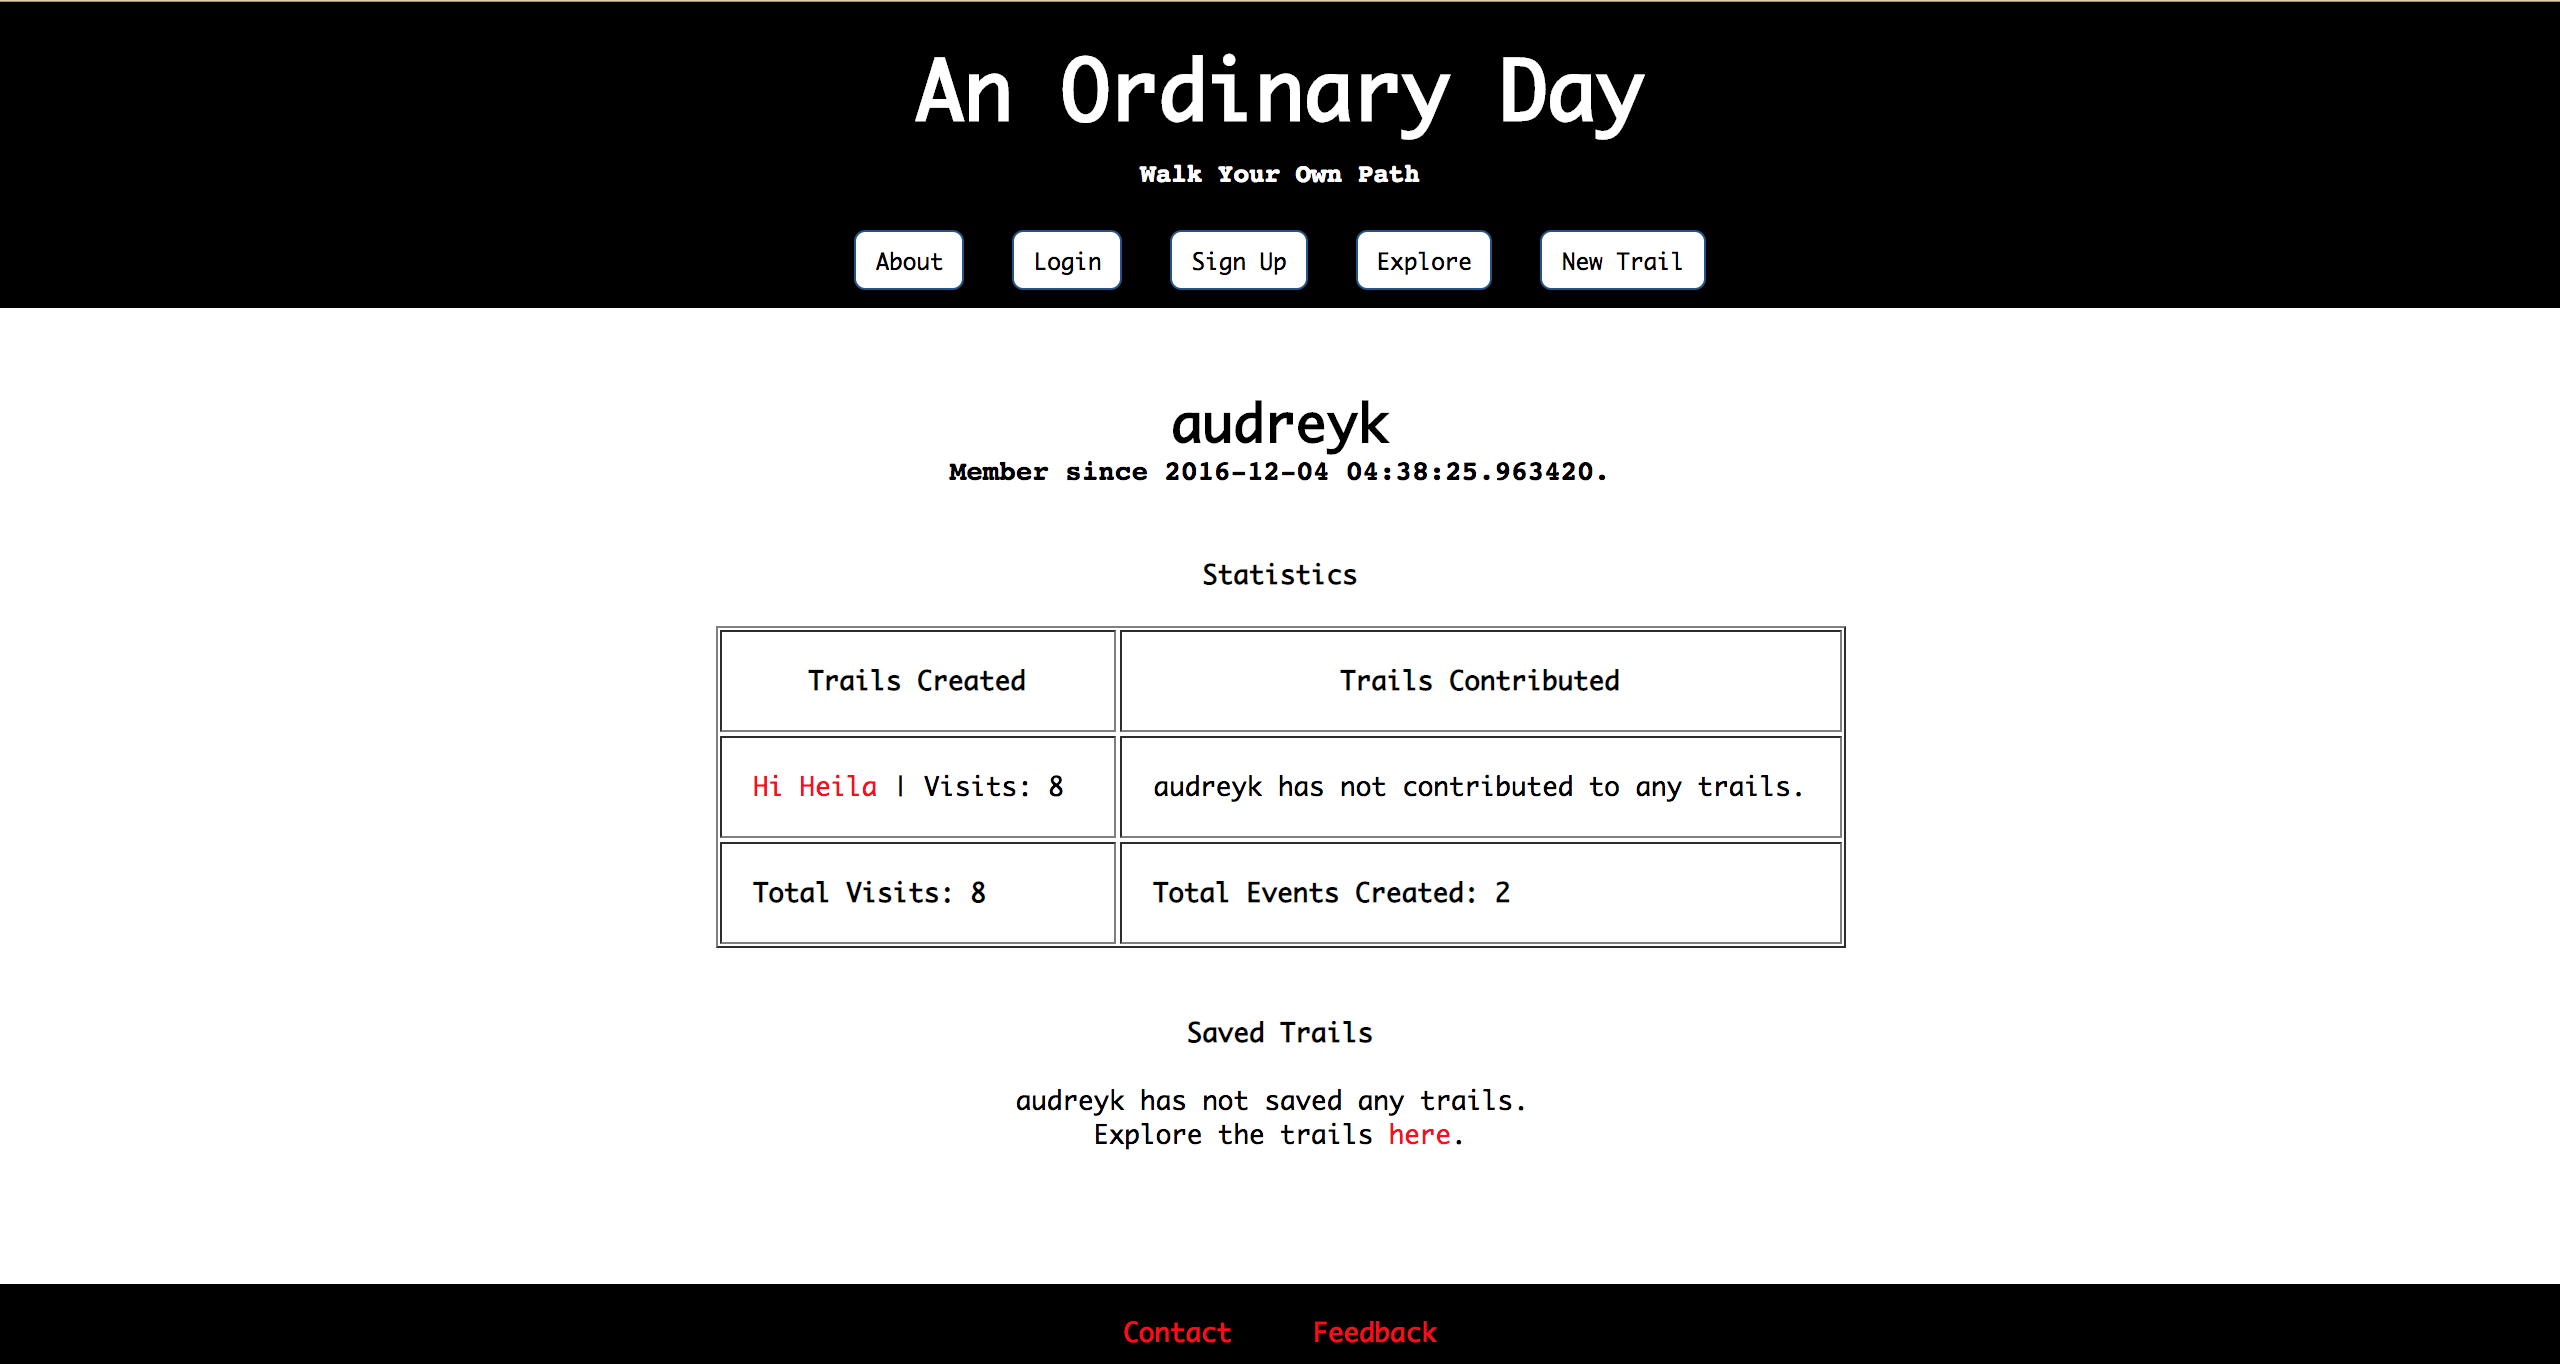 An Ordinary Day
Walk Your Own Path
About Login Sign Up Explore New Trail
audreyk
Member since 2016-12-04 04:38:25.963420.
Statistics
Trails Created Trails Contributed
Hi Heila | Visits: 8 audreyk has not contributed to any trails.
Total Visits: 8 Total Events Created: 2
Saved Trails
audreyk has not saved any trails.
Explore the trails here.
Contact Feedback